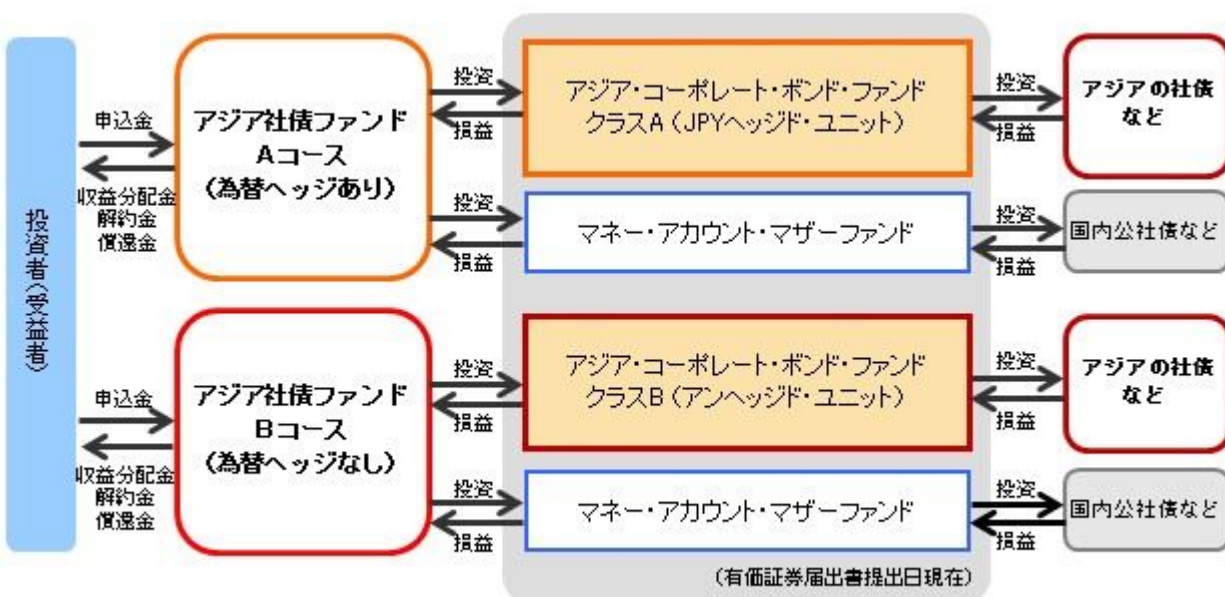 投資者(受益者)
申込金
収益分配金
解約金
償還金
アジア社債ファンド
Aコース
(為替ヘッジあり)
投資
損益
アジア・コーポレート・ボンド・ファンド
クラスA(JPYヘッジド・ユニット)
投資
損益
アジアの社債
など
投資
損益
マネー・アカウント・マザーファンド
投資
損益
国内公社債など
申込金
収益分配金
解約金
償還金
アジア社債ファンド
Bコース
(為替ヘッジなし)
投資
損益
アジア・コーポレート・ボンド・ファンド
クラスB(アンヘッジド・ユニット)
投資
損益
アジアの社債
など
投資
損益
マネー・アカウント・マザーファンド
投資
損益
国内公社債など
(有価証券届出書提出日現在)